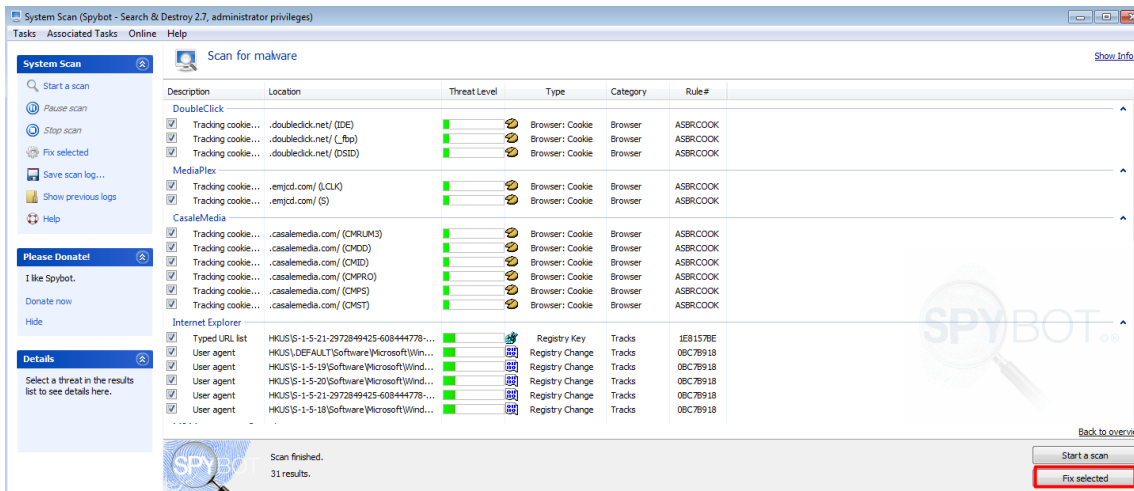 System Scan (Spybot - Search & Destroy 2.7, administrator privileges)
Tasks Associated Tasks Online Help
System Scan
Start a scan
Pause scan
Stop scan
Fix selected
Save scan log...
Show previous logs
Help
Please Donate!
I like Spybot.
Donate now
Hide
Details
Select a threat in the results
list to see details here.
Scan for malware
Show Info
Description Location Threat Level Type Category Rule#
DoubleClick
Tracking cookie... .doubleclick.net/ (IDE) Browser: Cookie Browser ASBRCOOK
Tracking cookie... .doubleclick.net/ (_fbp) Browser: Cookie Browser ASBRCOOK
Tracking cookie... .doubleclick.net/ (DSID) Browser: Cookie Browser ASBRCOOK
MediaPlex
Tracking cookie... .emjcd.com/ (LCLK) Browser: Cookie Browser ASBRCOOK
Tracking cookie... .emjcd.com/ (S) Browser: Cookie Browser ASBRCOOK
CasaleMedia
Tracking cookie... .casalemedia.com/ (CMRUM3) Browser: Cookie Browser ASBRCOOK
Tracking cookie... .casalemedia.com/ (CMDD) Browser: Cookie Browser ASBRCOOK
Tracking cookie... .casalemedia.com/ (CMID) Browser: Cookie Browser ASBRCOOK
Tracking cookie... .casalemedia.com/ (CMPRO) Browser: Cookie Browser ASBRCOOK
Tracking cookie... .casalemedia.com/ (CMPS) Browser: Cookie Browser ASBRCOOK
Tracking cookie... .casalemedia.com/ (CMST) Browser: Cookie Browser ASBRCOOK
Internet Explorer
Typed URL list HKUS\S-1-5-21-2972849425-608444778-... Registry Key Tracks 1E8157BE
User agent HKUS\.DEFAULT\Software\Microsoft\Win... Registry Change Tracks 0BC7B918
User agent HKUS\S-1-5-19\Software\Microsoft\Wind... Registry Change Tracks 0BC7B918
User agent HKUS\S-1-5-20\Software\Microsoft\Wind... Registry Change Tracks 0BC7B918
User agent HKUS\S-1-5-21-2972849425-608444778-... Registry Change Tracks 0BC7B918
User agent HKUS\S-1-5-18\Software\Microsoft\Wind... Registry Change Tracks 0BC7B918
SPYBOT
Back to overvie
SPYBOT
Scan finished.
31 results.
Start a scan
Fix selected